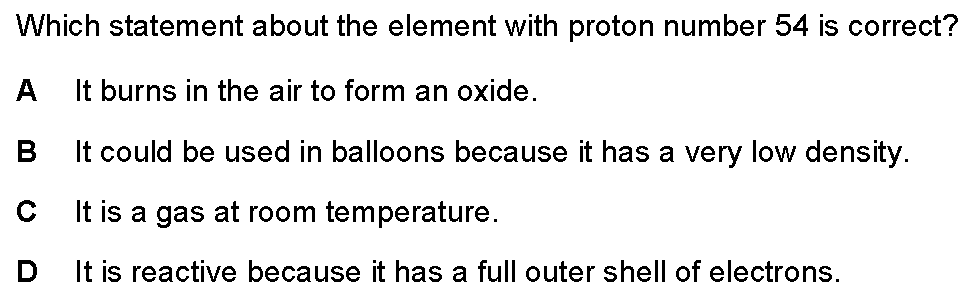 Which statement about the element with proton number 54 is correct?
A It burns in the air to form an oxide.
B It could be used in balloons because it has a very low density.
C It is a gas at room temperature.
D It is reactive because it has a full outer shell of electrons.